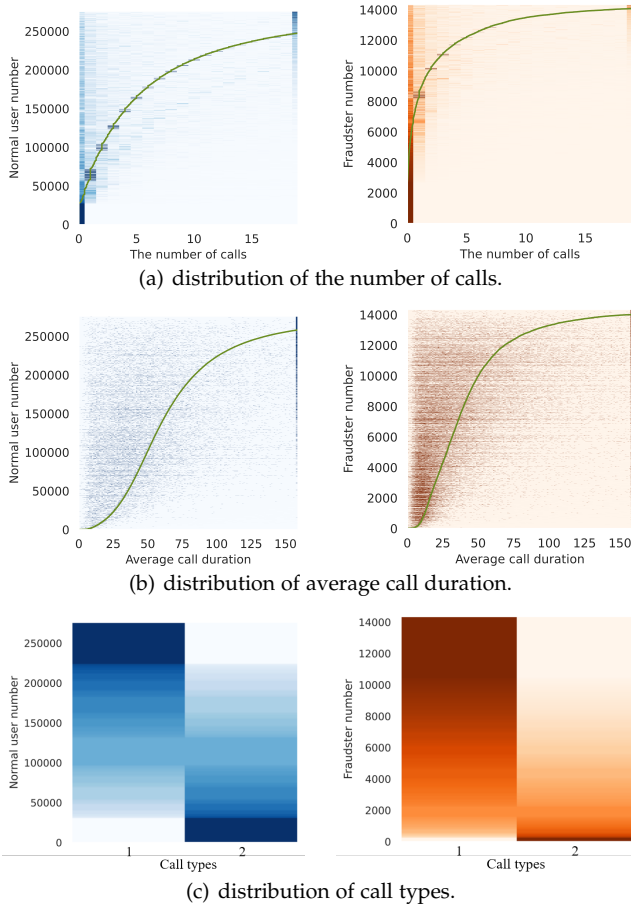 250000
200000
150000
100000
50000
0
Normal user number
0 5 10 15
The number of calls
14000
12000
10000
8000
6000
4000
2000
0
Fraudster number
0 5 10 15
The number of calls
(a) distribution of the number of calls.
250000
200000
150000
100000
50000
0
Normal user number
0 25 50 75 100 125 150
Average call duration
14000
12000
10000
8000
6000
4000
2000
0
Fraudster number
0 25 50 75 100 125 150
Average call duration
(b) distribution of average call duration.
250000
200000
150000
100000
50000
0
Normal user number
1 2
Call types
14000
12000
10000
8000
6000
4000
2000
0
Fraudster number
1 2
Call types
(c) distribution of call types.